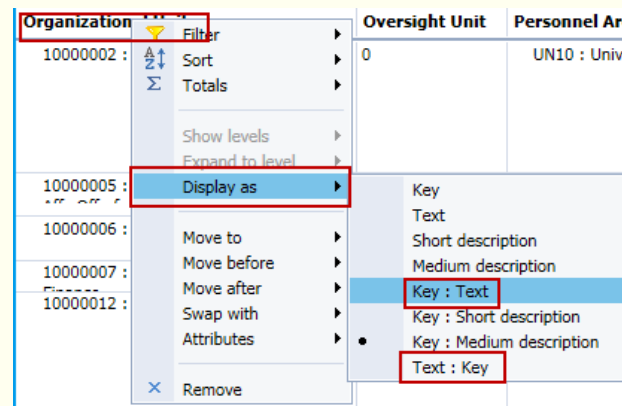 Organization
Oversight Unit
Personnel Ar
10000002 :
0
UN10 : Univ
10000005 :
10000006 :
10000007 :
10000012 :
Filter
Sort
Totals
Show levels
Expand to level
Display as
Move to
Move before
Move after
Swap with
Attributes
Remove
Key
Text
Short description
Medium description
Key : Text
Key : Short description
Key : Medium description
Text : Key